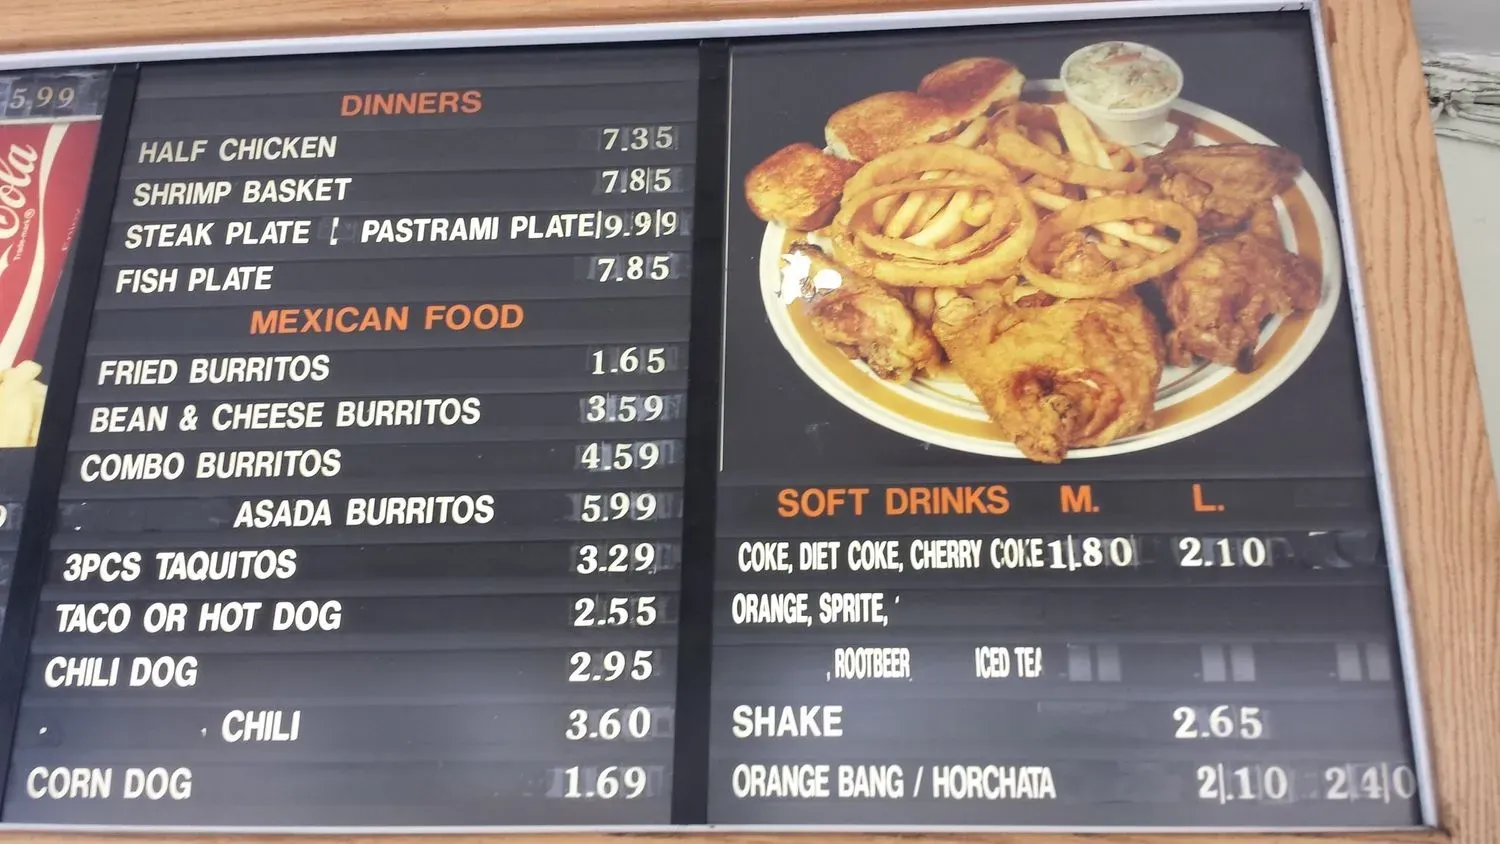 5.99
Cola
Trade-mark®
DINNERS
HALF CHICKEN 7.35
SHRIMP BASKET 7.85
STEAK PLATE PASTRAMI PLATE 9.99
FISH PLATE 7.85
MEXICAN FOOD
FRIED BURRITOS 1.65
BEAN & CHEESE BURRITOS 3.59
COMBO BURRITOS 4.59
ASADA BURRITOS 5.99
3PCS TAQUITOS 3.29
TACO OR HOT DOG 2.55
CHILI DOG 2.95
CHILI 3.60
CORN DOG 1.69
SOFT DRINKS M. L.
COKE, DIET COKE, CHERRY COKE 1.80 2.10
ORANGE, SPRITE,
, ROOTBEER ICED TEA
SHAKE 2.65
ORANGE BANG / HORCHATA 2.10 2.40